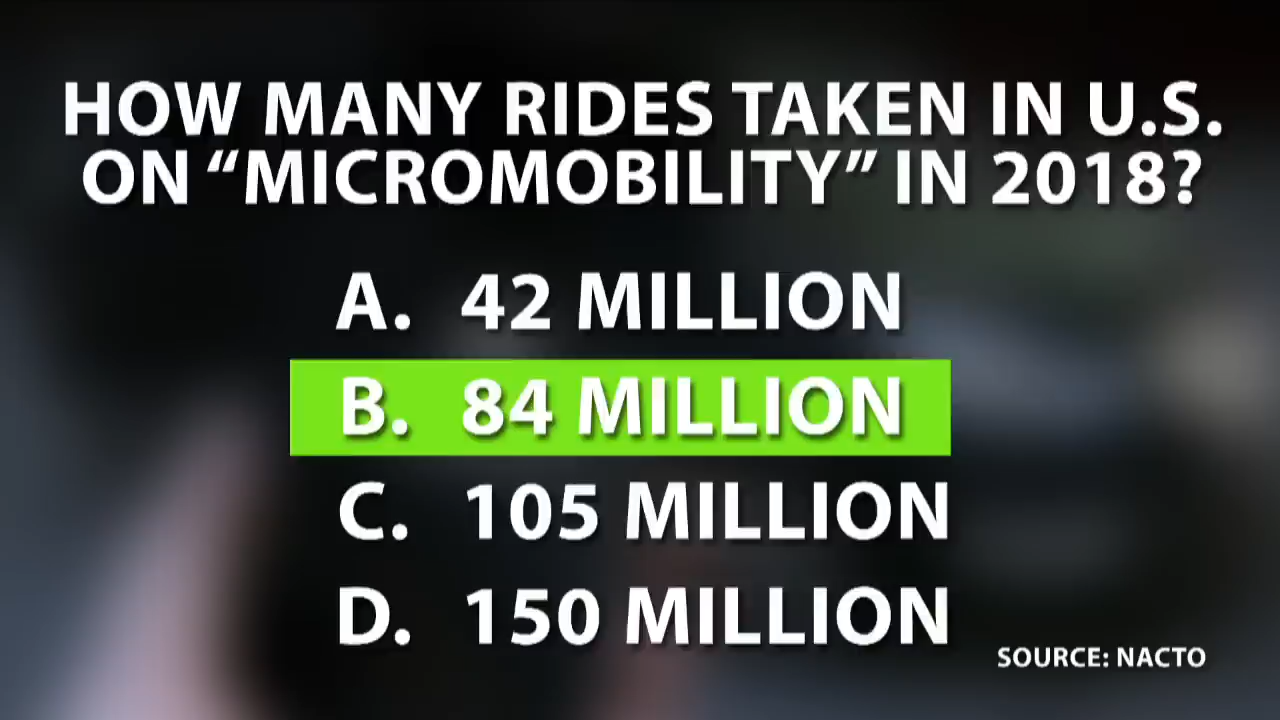 HOW MANY RIDES TAKEN IN U.S.
ON “MICROMOBILITY” IN 2018?
A. 42 MILLION
B. 84 MILLION
C. 105 MILLION
D. 150 MILLION
SOURCE: NACTO